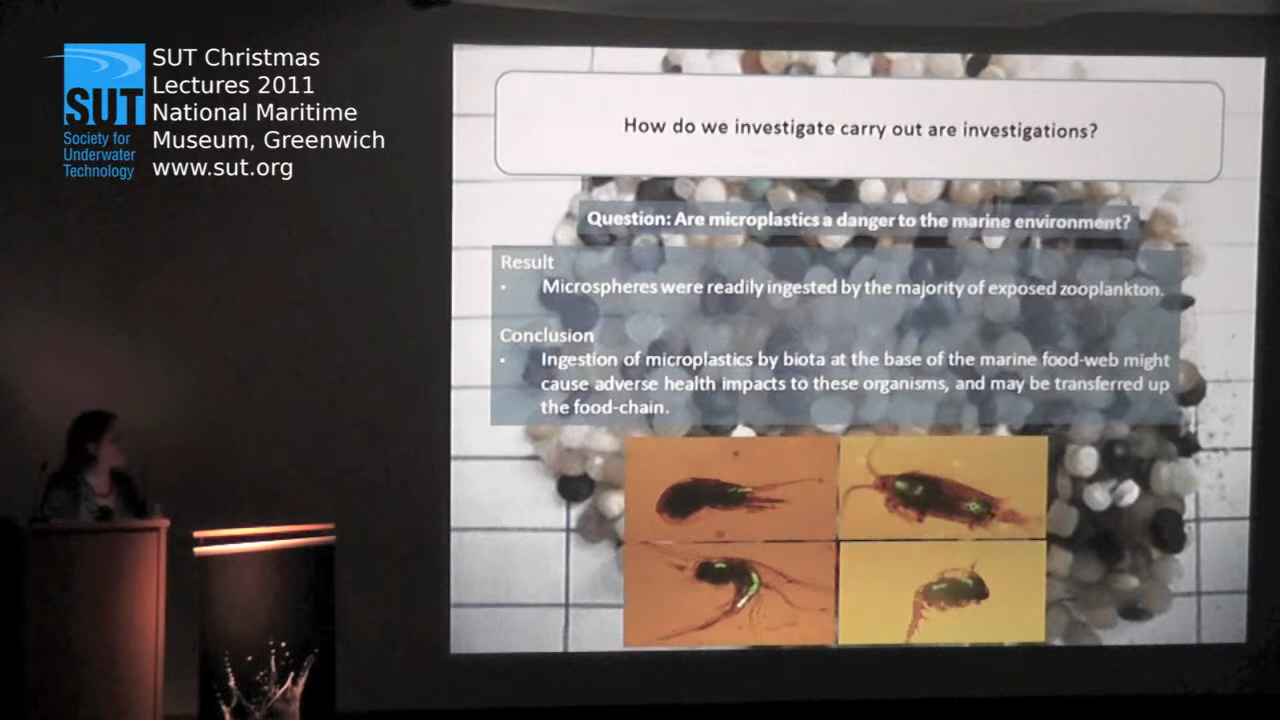 SUT Christmas
Lectures 2011
National Maritime
Museum, Greenwich
www.sut.org
SUT
Society for
Underwater
Technology
How do we investigate carry out are investigations?
Question: Are microplastics a danger to the marine environment?
Result
• Microspheres were readily ingested by the majority of exposed zooplankton.
Conclusion
• Ingestion of microplastics by biota at the base of the marine food-web might
cause adverse health impacts to these organisms, and may be transferred up
the food-chain.